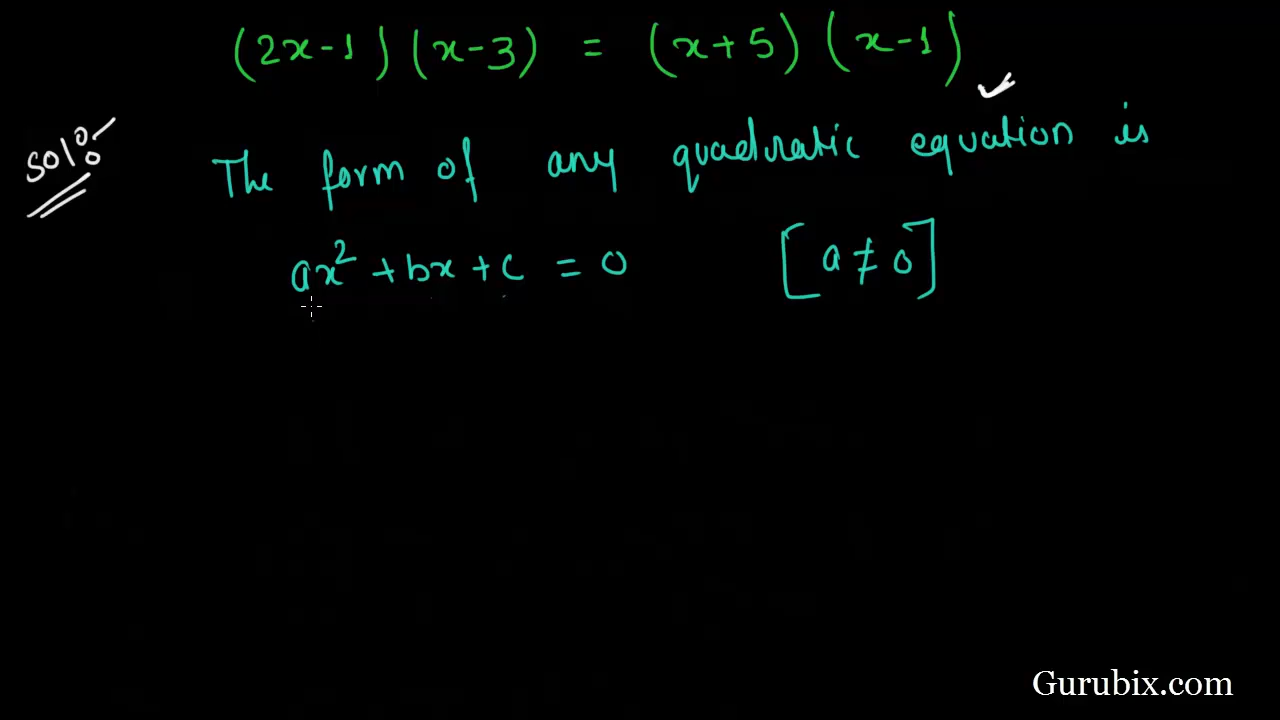 (2x-1)(x-3) = (x+5)(x-1)
Sol%
The form of any quadratic equation is
ax²+bx+c = 0 [a≠0]
Gurubix.com